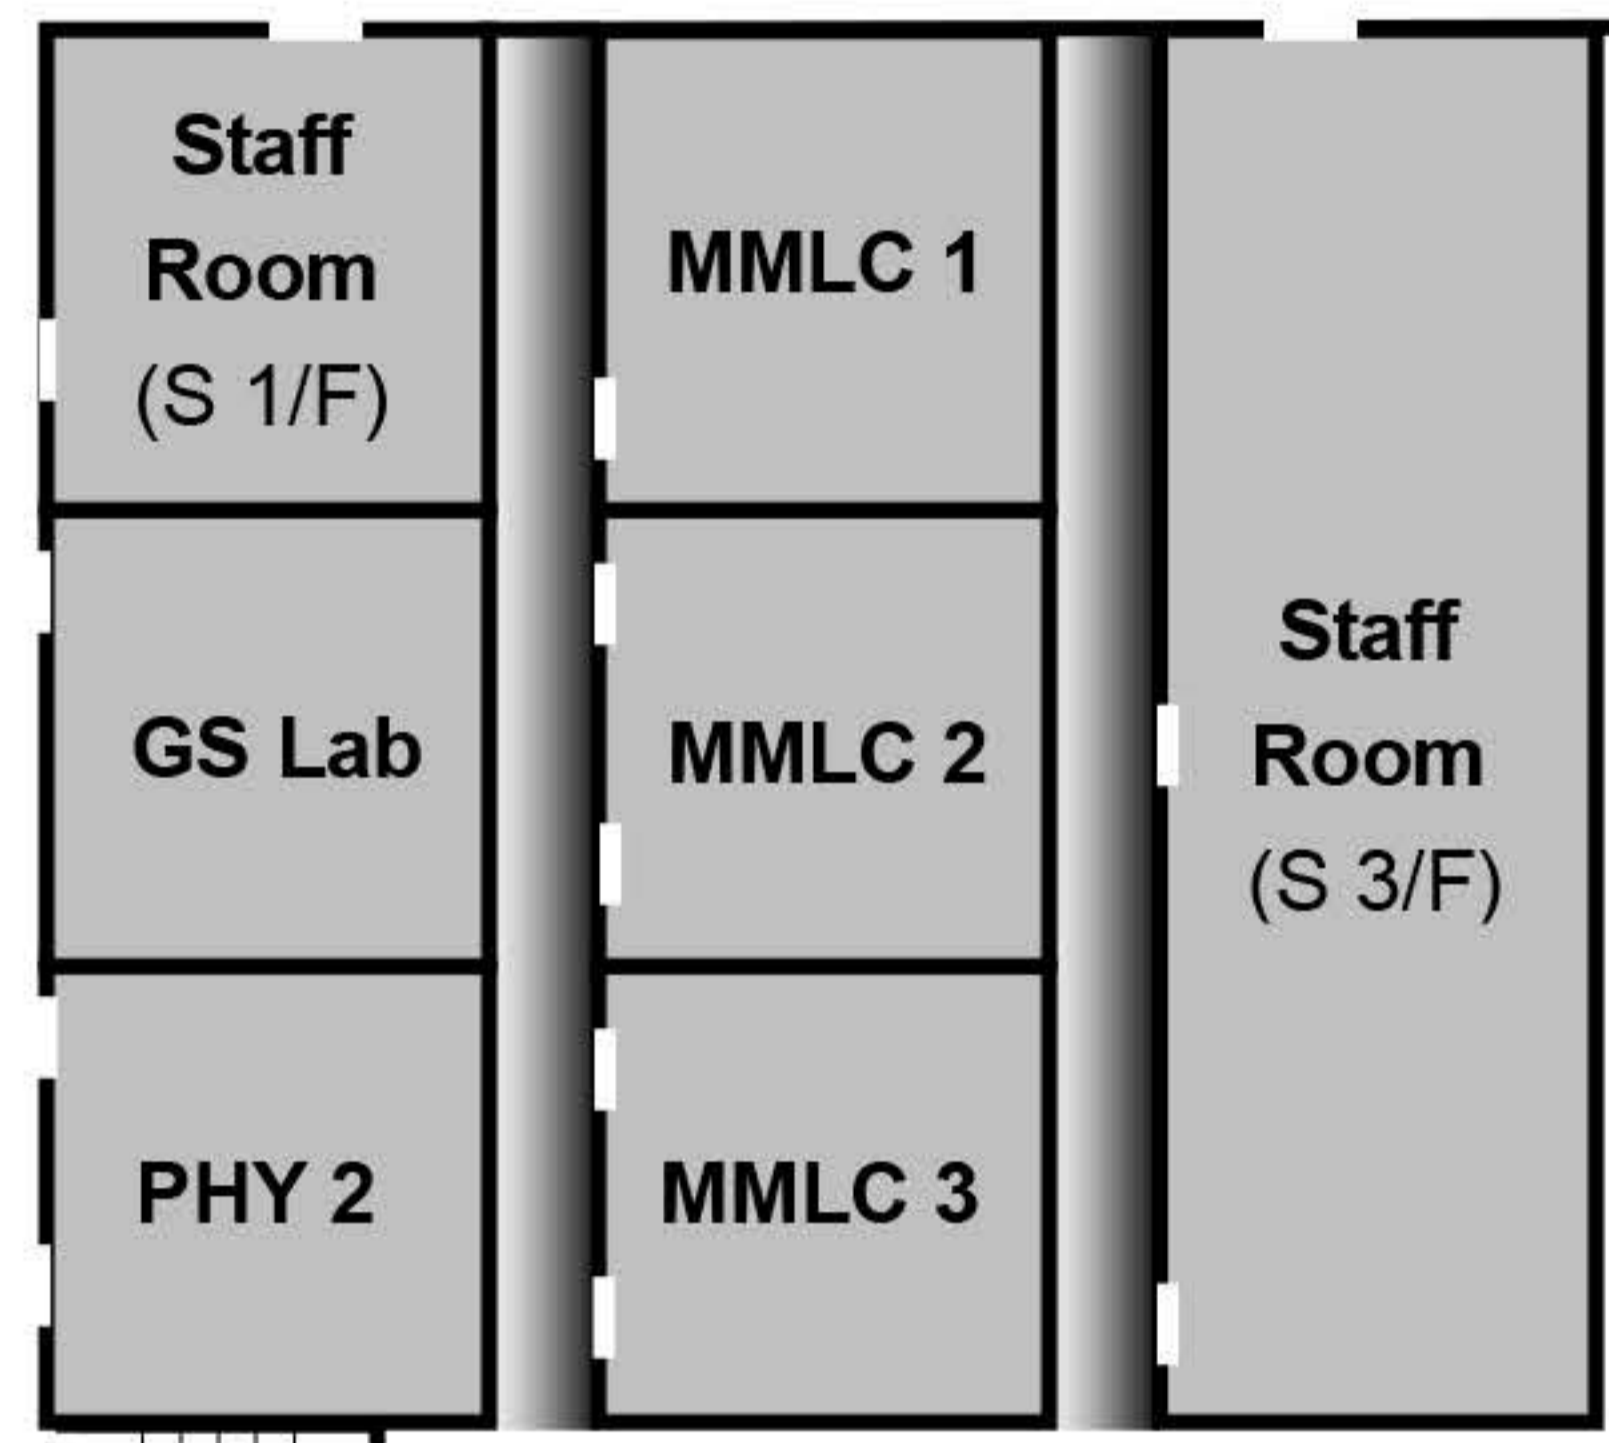 Staff
Room
(S 1/F)
GS Lab
PHY 2
MMLC 1
MMLC 2
MMLC 3
Staff
Room
(S 3/F)